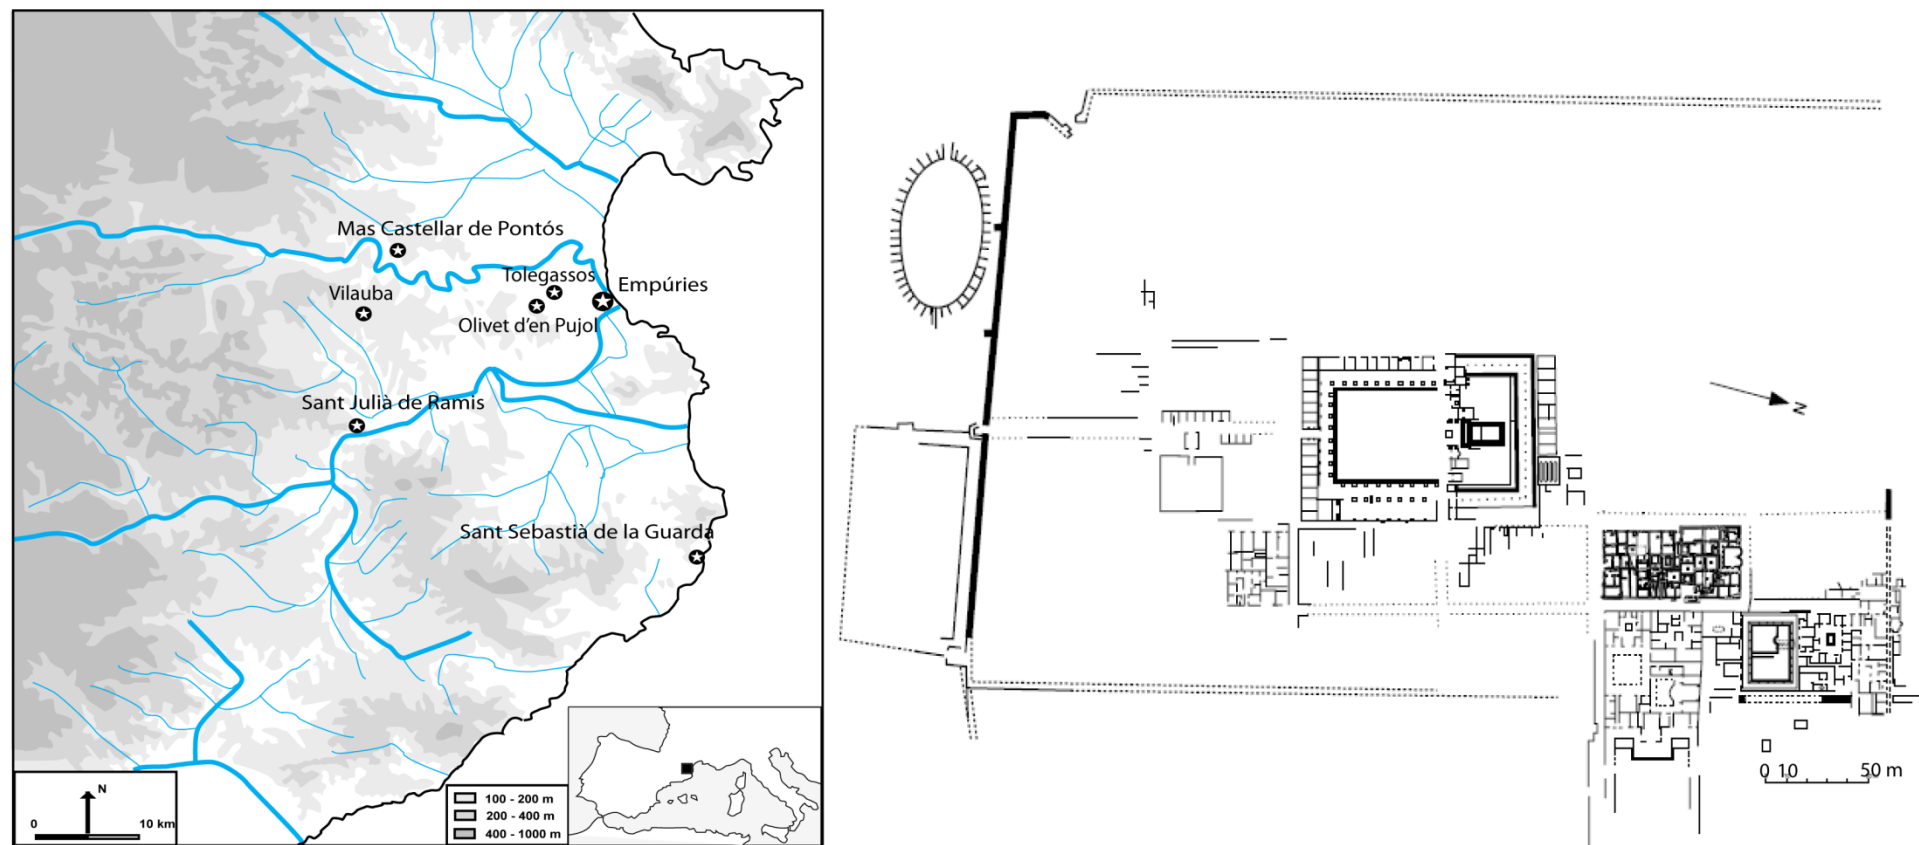 Mas Castellar de Pontós
Tolegassos
Empúries
Vilauba
Olivet d'en Pujol
Sant Julià de Ramis
Sant Sebastià de la Guarda
N
0 10 km
100 - 200 m
200 - 400 m
400 - 1000 m
N
0 10 50 m